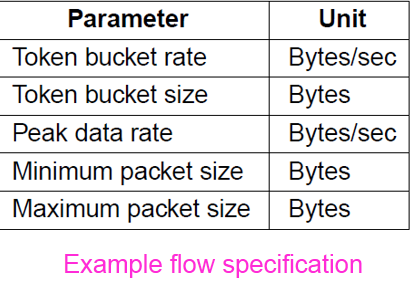 Parameter Unit
Token bucket rate Bytes/sec
Token bucket size Bytes
Peak data rate Bytes/sec
Minimum packet size Bytes
Maximum packet size Bytes
Example flow specification